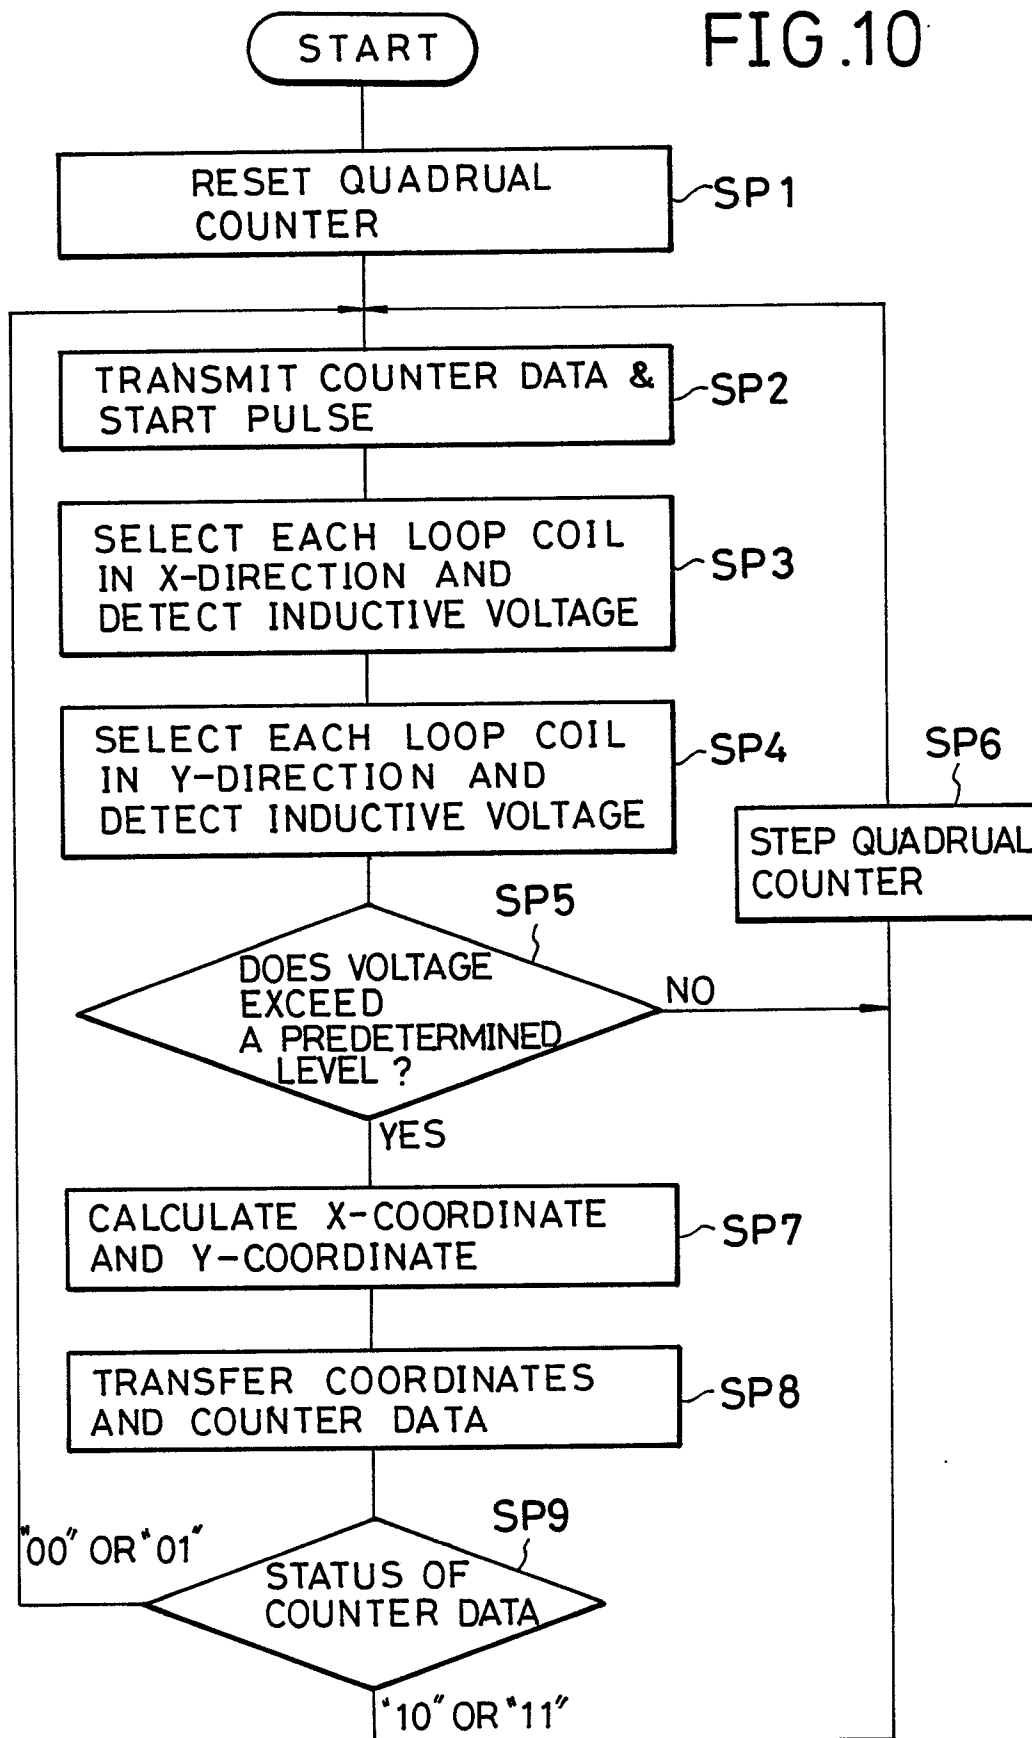 START
FIG.10
RESET QUADRUAL
COUNTER
SP1
TRANSMIT COUNTER DATA &
START PULSE
SP2
SELECT EACH LOOP COIL
IN X-DIRECTION AND
DETECT INDUCTIVE VOLTAGE
SP3
SELECT EACH LOOP COIL
IN Y-DIRECTION AND
DETECT INDUCTIVE VOLTAGE
SP4
SP6
STEP QUADRUAL
COUNTER
SP5
DOES VOLTAGE
EXCEED
A PREDETERMINED
LEVEL ?
NO
YES
CALCULATE X-COORDINATE
AND Y-COORDINATE
SP7
TRANSFER COORDINATES
AND COUNTER DATA
SP8
SP9
"00" OR "01"
STATUS OF
COUNTER DATA
"10" OR "11"